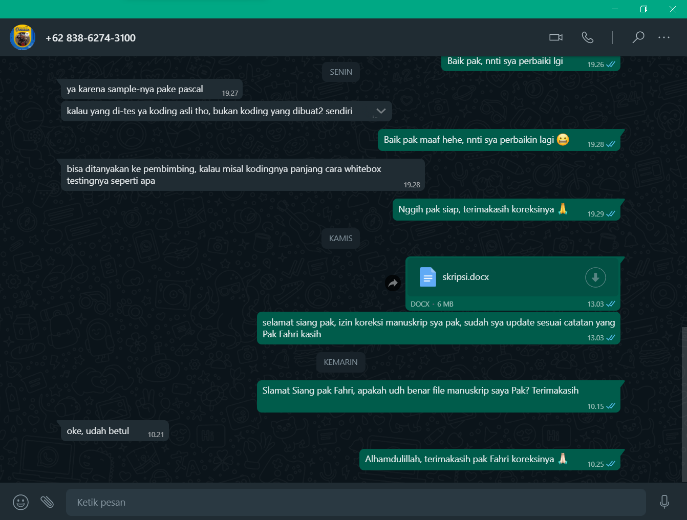 +62 838-6274-3100
Baik pak, nnti sya perbaiki lgi 19.26
SENIN
ya karena sample-nya pake pascal 19.27
kalau yang di-tes ya koding asli tho, bukan koding yang dibuat2 sendiri
Baik pak maaf hehe, nnti sya perbaikin lagi 😄 19.28
bisa ditanyakan ke pembimbing, kalau misal kodingnya panjang cara whitebox
testingnya seperti apa 19.28
Nggih pak siap, terimakasih koreksinya 🙏 19.29
KAMIS
skripsi.docx
DOCX · 6 MB 13.03
selamat siang pak, izin koreksi manuskrip sya pak, sudah sya update sesuai catatan yang
Pak Fahri kasih 13.03
KEMARIN
Slamat Siang pak Fahri, apakah udh benar file manuskrip saya Pak? Terimakasih
10.15
oke, udah betul 10.21
Alhamdulillah, terimakasih pak Fahri koreksinya 🙏🏻 10.25
Ketik pesan